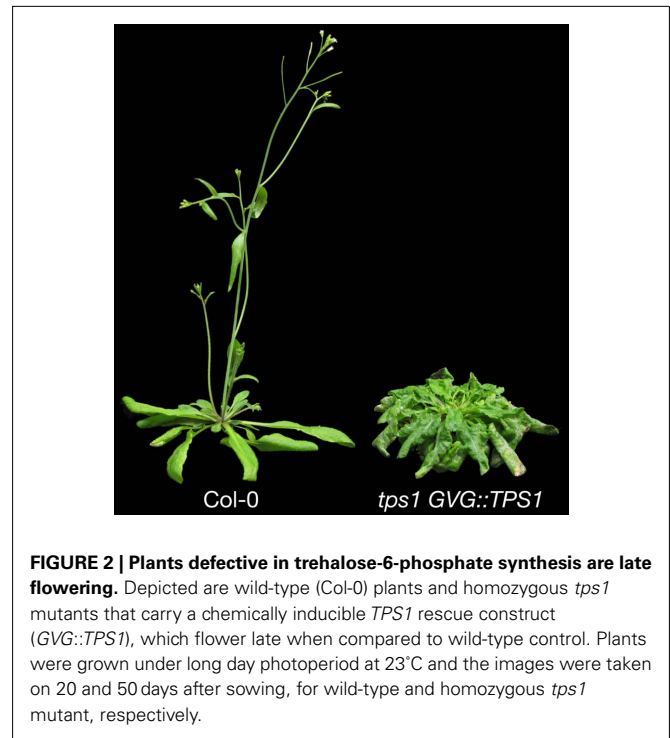 Col-0 tps1 GVG::TPS1
FIGURE 2 | Plants defective in trehalose-6-phosphate synthesis are late
flowering. Depicted are wild-type (Col-0) plants and homozygous tps1
mutants that carry a chemically inducible TPS1 rescue construct
(GVG::TPS1), which flower late when compared to wild-type control. Plants
were grown under long day photoperiod at 23°C and the images were taken
on 20 and 50 days after sowing, for wild-type and homozygous tps1
mutant, respectively.